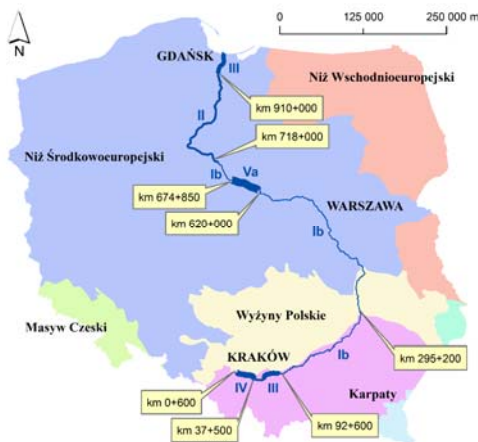 0 125 000 250 000 m
N
GDAŃSK
III
Niż Wschodnioeuropejski
km 910+000
II
km 718+000
Niż Środkowoeuropejski
Ib
Va
km 674+850
WARSZAWA
km 620+000
Ib
Wyżyny Polskie
Masyw Czeski
KRAKÓW
Ib
km 295+200
km 0+600
IV
III
Karpaty
km 37+500
km 92+600